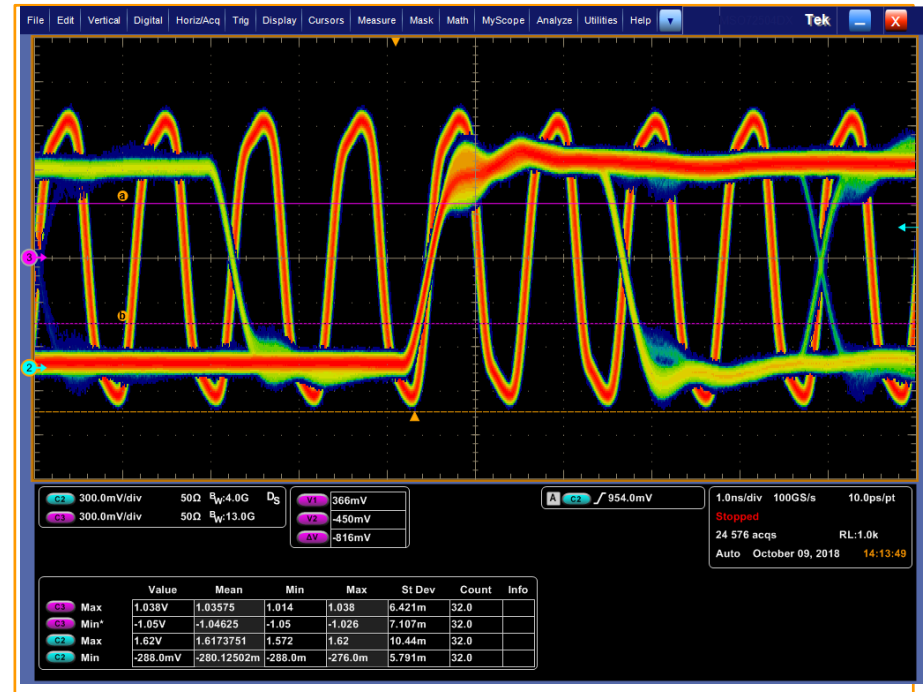 File Edit Vertical Digital Horiz/Acq Trig Display Cursors Measure Mask Math MyScope Analyze Utilities Help Tek X
a
3
b
2
C2 300.0mV/div 50Ω BW:4.0G DS
C3 300.0mV/div 50Ω BW:13.0G
V1 366mV
V2 -450mV
ΔV -816mV
A C2 954.0mV
1.0ns/div 100GS/s 10.0ps/pt
Stopped
24 576 acqs RL:1.0k
Auto October 09, 2018 14:13:49
Value Mean Min Max St Dev Count Info
C3 Max 1.038V 1.03575 1.014 1.038 6.421m 32.0
C3 Min* -1.05V -1.04625 -1.05 -1.026 7.107m 32.0
C2 Max 1.62V 1.6173751 1.572 1.62 10.44m 32.0
C2 Min -288.0mV -280.12502m -288.0m -276.0m 5.791m 32.0